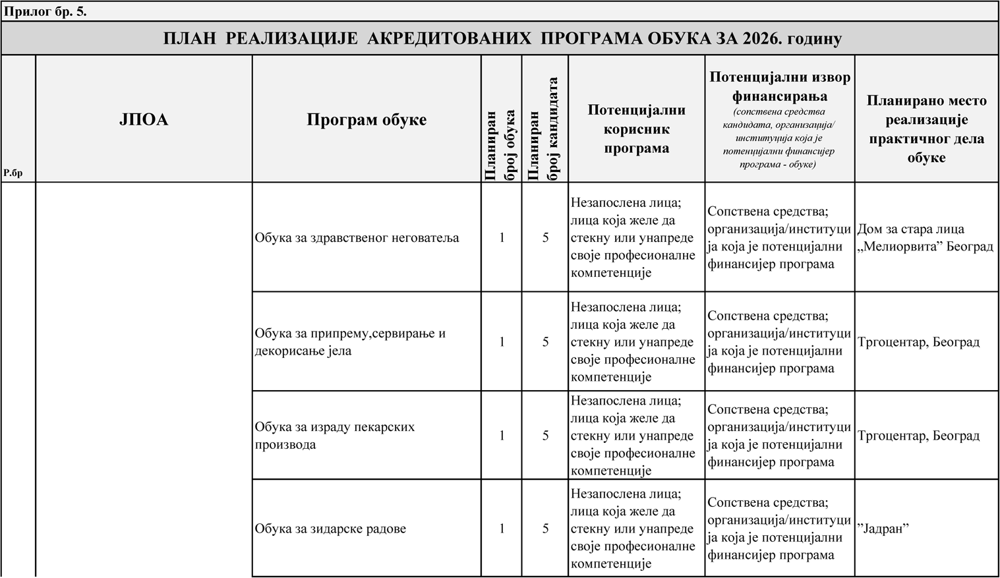 Прилог бр. 5.
ПЛАН РЕАЛИЗАЦИЈЕ АКРЕДИТОВАНИХ ПРОГРАМА ОБУКА ЗА 2026. годину
Р.бр
ЈПОА
Програм обуке
Планиран
број обука
Планиран
број кандидата
Потенцијални
корисник
програма
Потенцијални извор
финансирања
(сопствена средства
кандидата, организација/
институција која је
потенцијални финансијер
програма - обуке)
Планирано место
реализације
практичног дела
обуке
Обука за здравственог неговатеља
1
5
Незапослена лица;
лица која желе да
стекну или унапреде
своје професионалне
компетенције
Сопствена средства;
организација/институци
ја која је потенцијални
финансијер програма
Дом за стара лица
„Мелиорвита” Београд
Обука за припрему,сервирање и
декорисање јела
1
5
Незапослена лица;
лица која желе да
стекну или унапреде
своје професионалне
компетенције
Сопствена средства;
организација/институци
ја која је потенцијални
финансијер програма
Тргоцентар, Београд
Обука за израду пекарских
производа
1
5
Незапослена лица;
лица која желе да
стекну или унапреде
своје професионалне
компетенције
Сопствена средства;
организација/институци
ја која је потенцијални
финансијер програма
Тргоцентар, Београд
Обука за зидарске радове
1
5
Незапослена лица;
лица која желе да
стекну или унапреде
своје професионалне
компетенције
Сопствена средства;
организација/институци
ја која је потенцијални
финансијер програма
”Јадран”